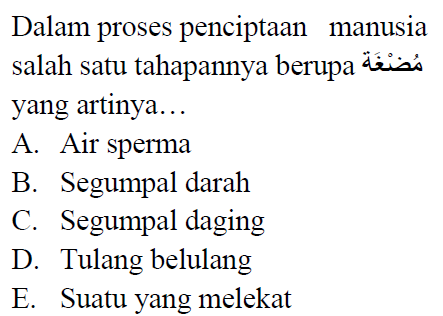 Dalam proses penciptaan manusia
salah satu tahapannya berupa مُضْغَة
yang artinya…
A. Air sperma
B. Segumpal darah
C. Segumpal daging
D. Tulang belulang
E. Suatu yang melekat